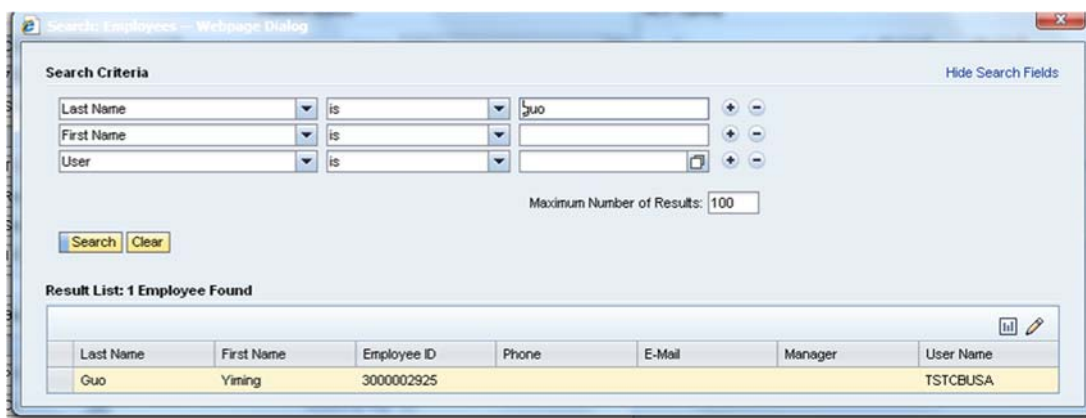 Search: Employees -- Webpage Dialog
Search Criteria Hide Search Fields
Last Name is guo
First Name is
User is
Maximum Number of Results: 100
Search Clear
Result List: 1 Employee Found
Last Name First Name Employee ID Phone E-Mail Manager User Name
Guo Yiming 3000002925 TSTCBUSA